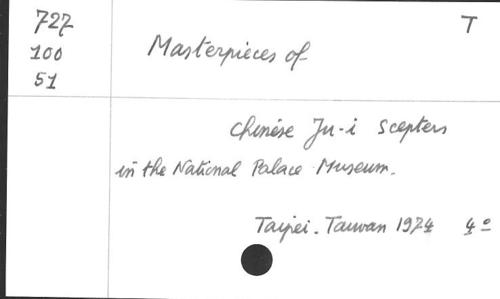 727
T
100
Masterpieces of
51
Chinese Ju-i Scepters
in the National Palace Museum.
Taipei. Taiwan 1974 4º